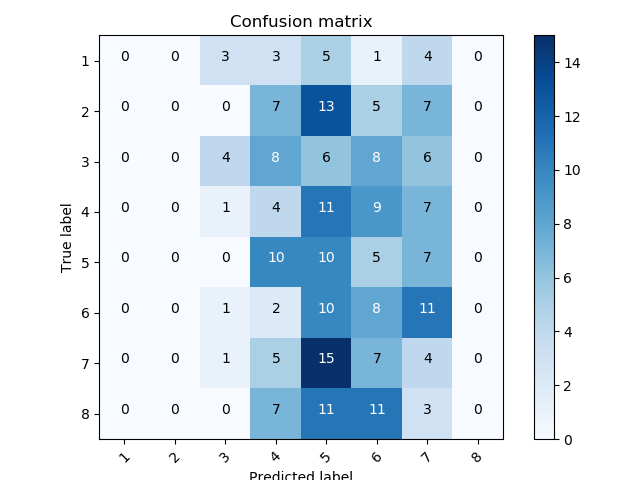 Confusion matrix
1 0 0 3 3 5 1 4 0
2 0 0 0 7 13 5 7 0
3 0 0 4 8 6 8 6 0
4 0 0 1 4 11 9 7 0
5 0 0 0 10 10 5 7 0
6 0 0 1 2 10 8 11 0
7 0 0 1 5 15 7 4 0
8 0 0 0 7 11 11 3 0
1 2 3 4 5 6 7 8
True label
Predicted label
14
12
10
8
6
4
2
0